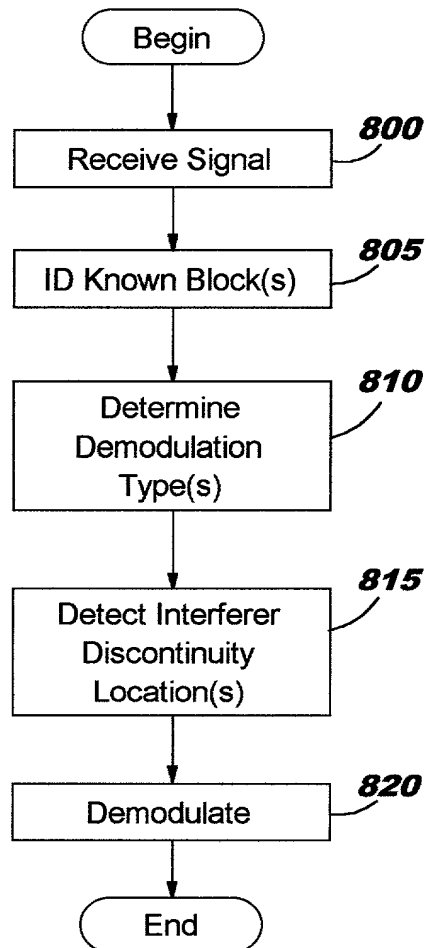 Begin
800
Receive Signal
805
ID Known Block(s)
810
Determine
Demodulation
Type(s)
815
Detect Interferer
Discontinuity
Location(s)
820
Demodulate
End